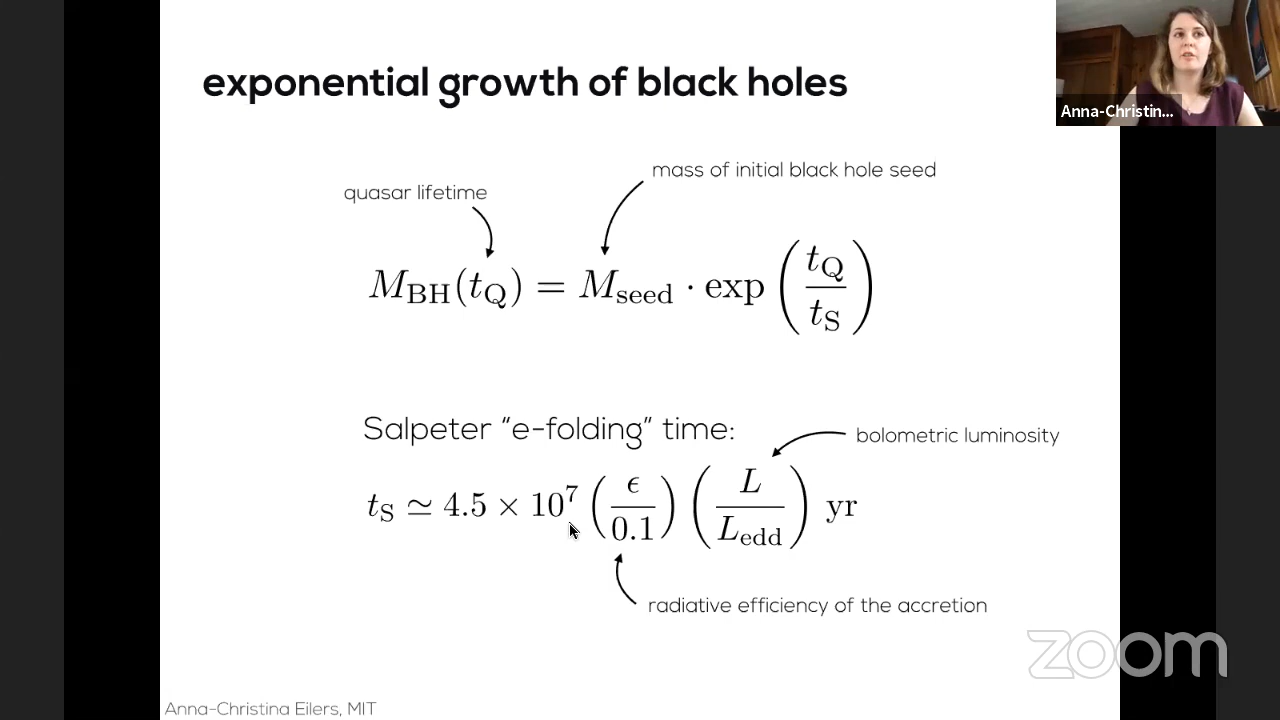 exponential growth of black holes
Anna-Christin...
mass of initial black hole seed
quasar lifetime
M_BH(t_Q) = M_seed · exp (t_Q / t_S)
Salpeter “e-folding” time:
bolometric luminosity
t_S ≃ 4.5 × 10^7 (ϵ / 0.1) (L / L_edd) yr
radiative efficiency of the accretion
zoom
Anna-Christina Eilers, MIT